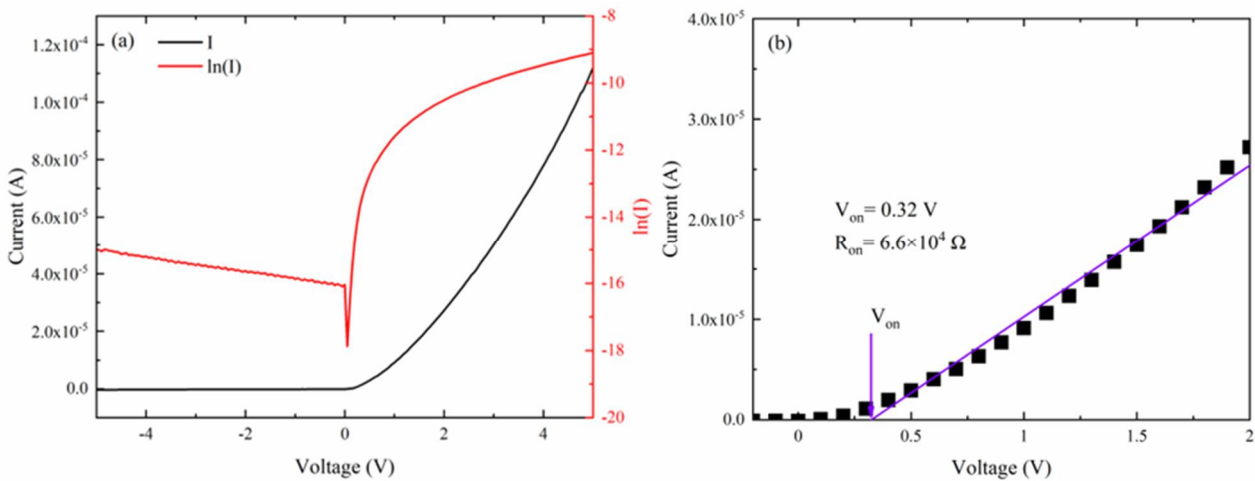 (a)
I
ln(I)
1.2x10⁻⁴
1.0x10⁻⁴
8.0x10⁻⁵
6.0x10⁻⁵
4.0x10⁻⁵
2.0x10⁻⁵
0.0
Current (A)
-4
-2
0
2
4
Voltage (V)
-8
-10
-12
-14
-16
-18
-20
ln(I)
(b)
4.0x10⁻⁵
3.0x10⁻⁵
2.0x10⁻⁵
1.0x10⁻⁵
0.0
Current (A)
Vₒₙ= 0.32 V
Rₒₙ= 6.6×10⁴ Ω
Vₒₙ
0
0.5
1
1.5
2
Voltage (V)